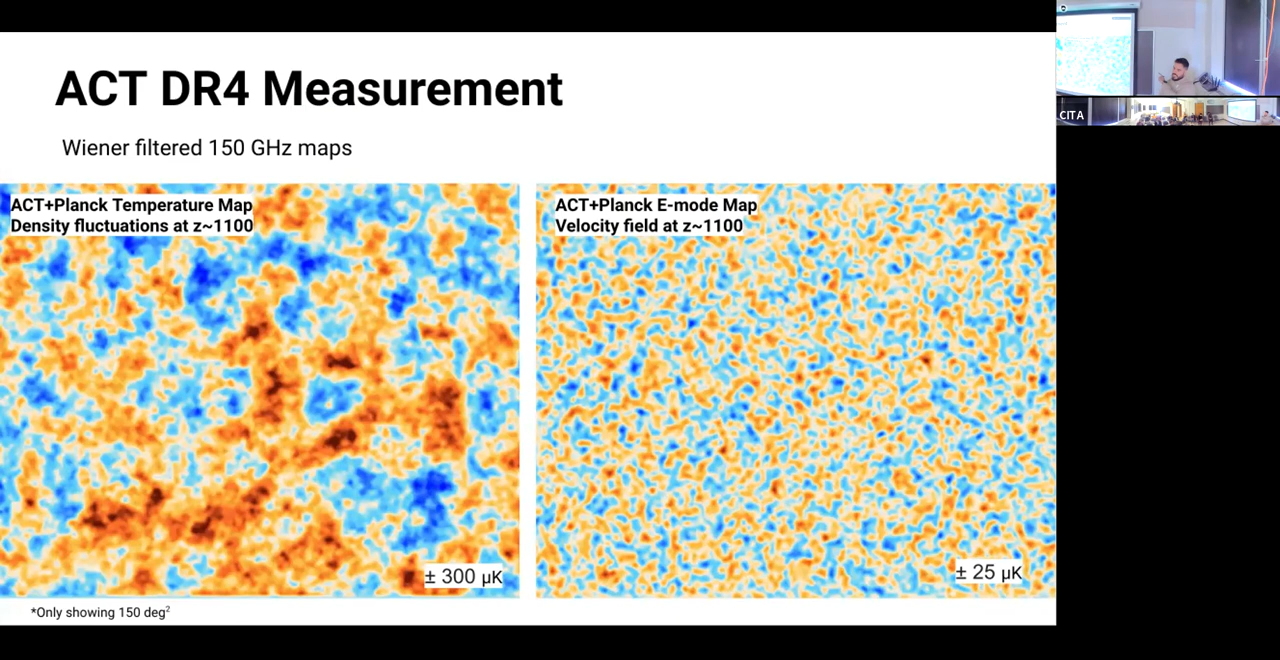 ACT DR4 Measurement
Wiener filtered 150 GHz maps
ACT+Planck Temperature Map
Density fluctuations at z~1100
± 300 µK
ACT+Planck E-mode Map
Velocity field at z~1100
± 25 µK
*Only showing 150 deg²
CITA